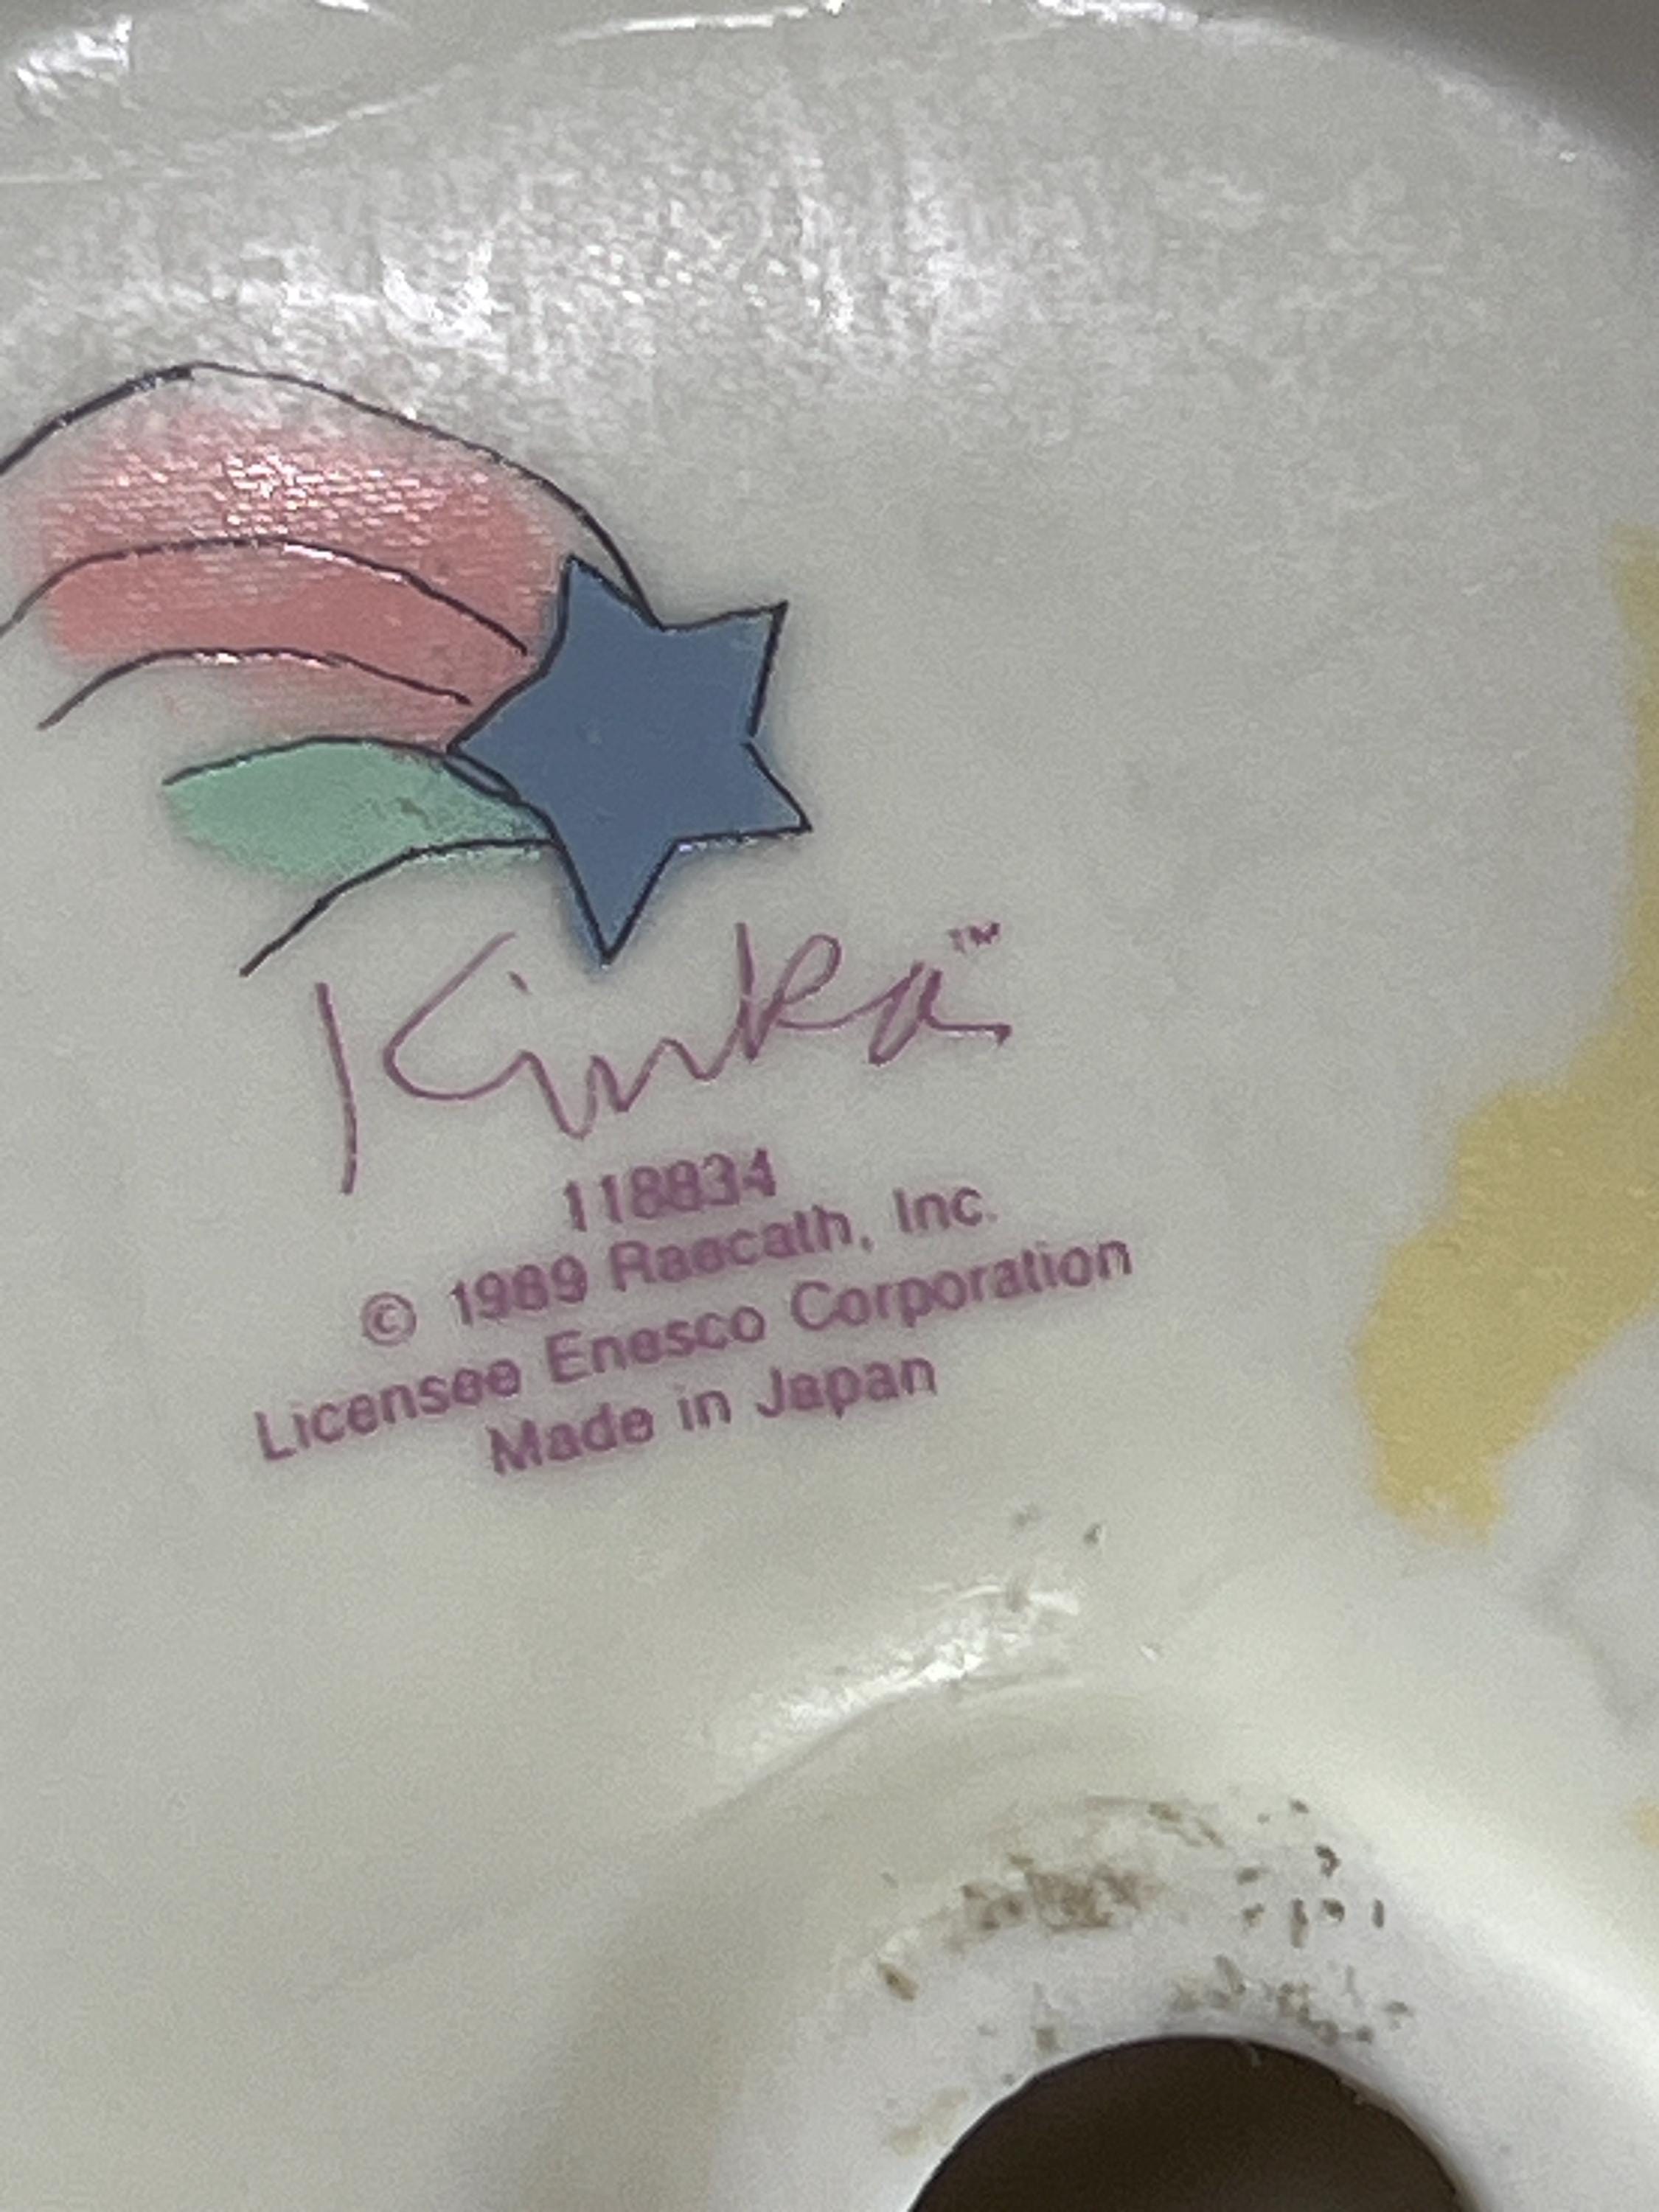 Kinka™
118834
© 1989 Raecath, Inc.
Licensee Enesco Corporation
Made in Japan